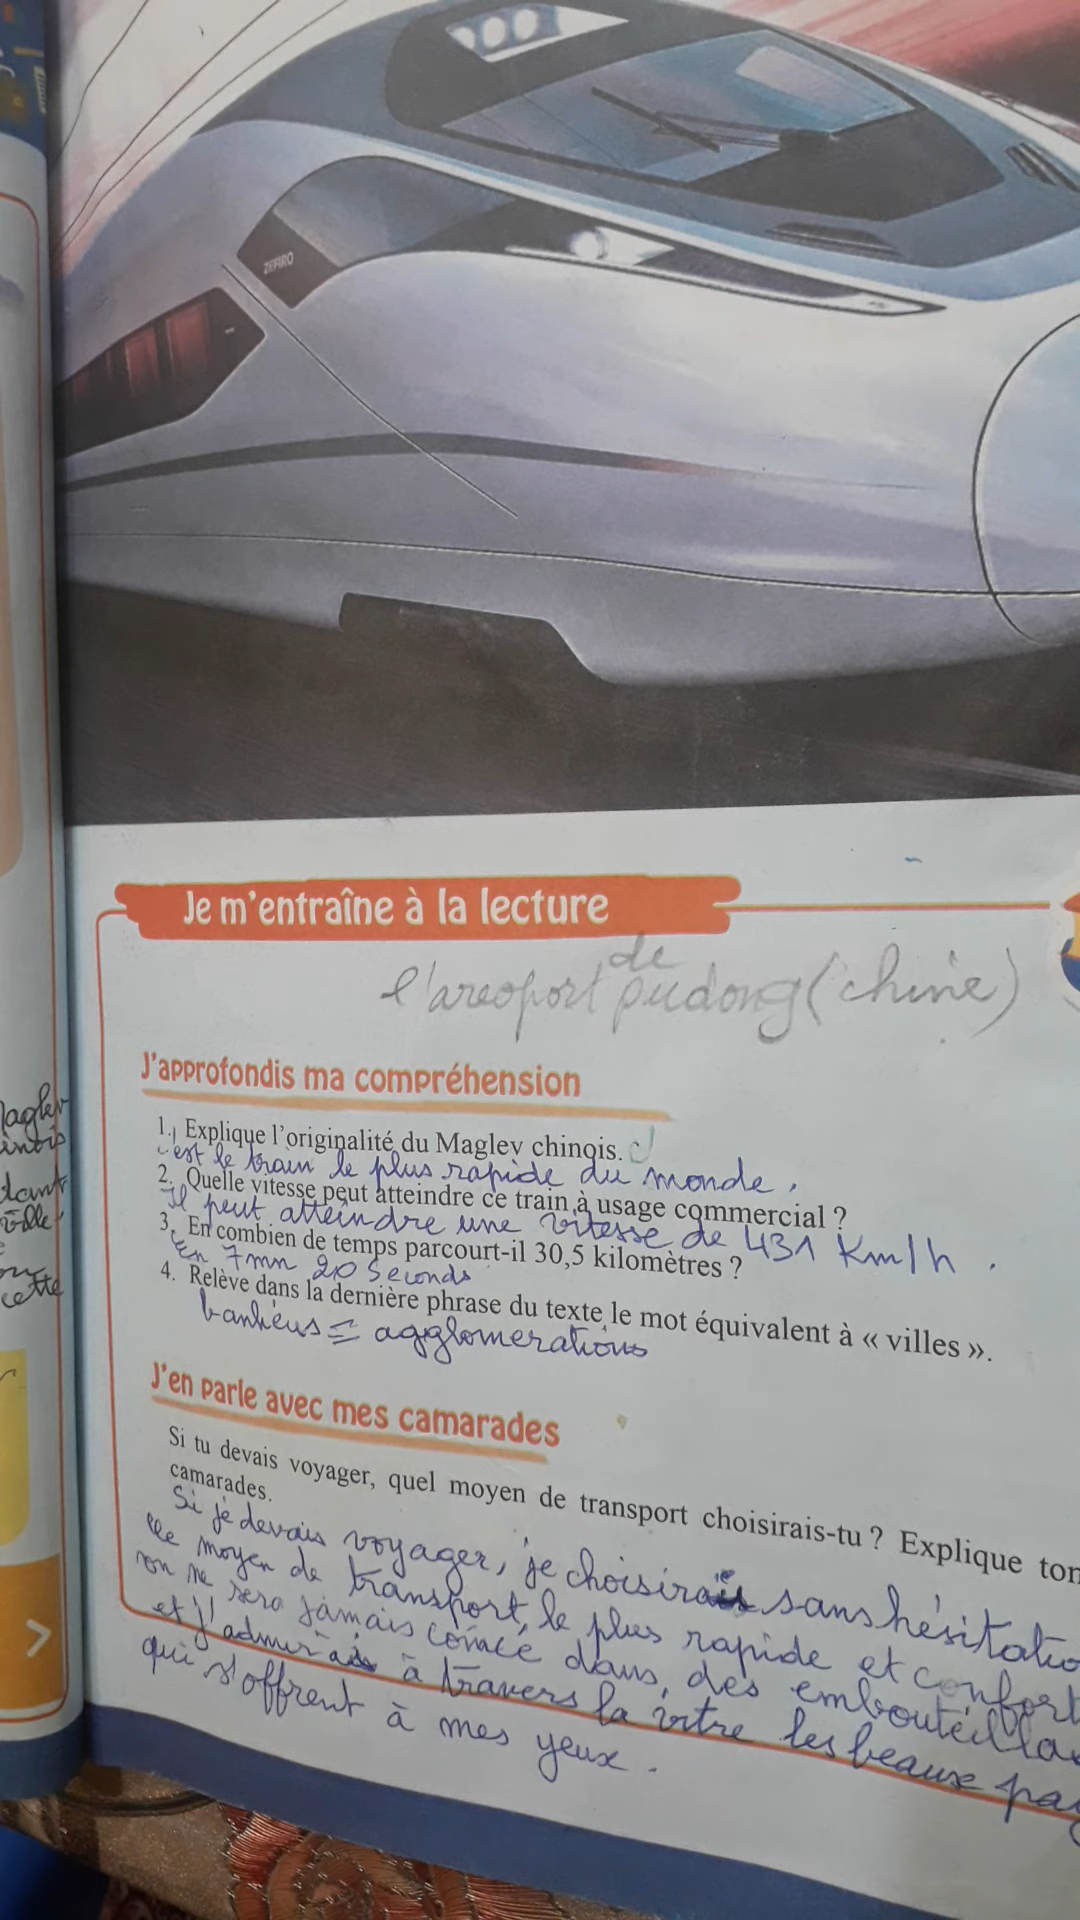 ZEFIRO
Je m'entraîne à la lecture
de
l'areoport pudong (chine)
J'approfondis ma compréhension
1. Explique l'originalité du Maglev chinois.
c'est le train le plus rapide du monde.
2. Quelle vitesse peut atteindre ce train à usage commercial ?
Il peut atteindre une vitesse de 431 Km/h.
3. En combien de temps parcourt-il 30,5 kilomètres ?
En 7mn 20 Seconds
4. Relève dans la dernière phrase du texte le mot équivalent à « villes ».
= agglomerations
J'en parle avec mes camarades
Si tu devais voyager, quel moyen de transport choisirais-tu ? Explique ton
camarades.
Si je devais voyager, je choisirais sans hésitatio
le moyen de transport, le plus rapide et confort
on ne sera jamais coincé dans, des embouteilla
et j'admirais à travers la vitre les beaux pa
qui s'offrent à mes yeux.
aglev
inois
ville
cette